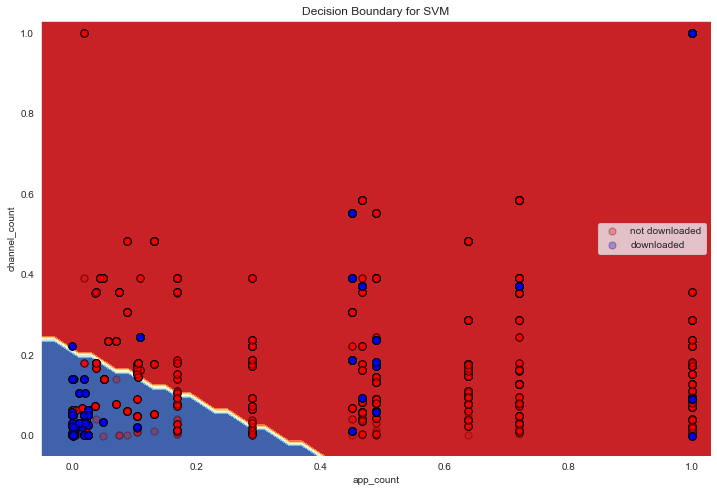 Decision Boundary for SVM
1.0
0.8
0.6
0.4
0.2
0.0
channel_count
not downloaded
downloaded
0.0 0.2 0.4 0.6 0.8 1.0
app_count